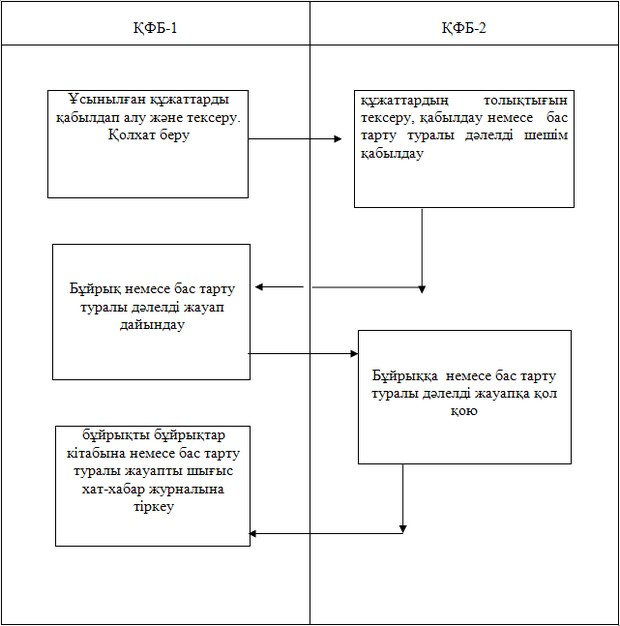 ҚФБ-1
ҚФБ-2
Ұсынылған құжаттарды
қабылдап алу және тексеру.
Қолхат беру
құжаттардың толықтығын
тексеру, қабылдау немесе бас
тарту туралы дәлелді шешім
қабылдау
Бұйрық немесе бас тарту
туралы дәлелді жауап
дайындау
Бұйрыққа немесе бас тарту
туралы дәлелді жауапқа қол
қою
бұйрықты бұйрықтар
кітабына немесе бас тарту
туралы жауапты шығыс
хат-хабар журналына
тіркеу